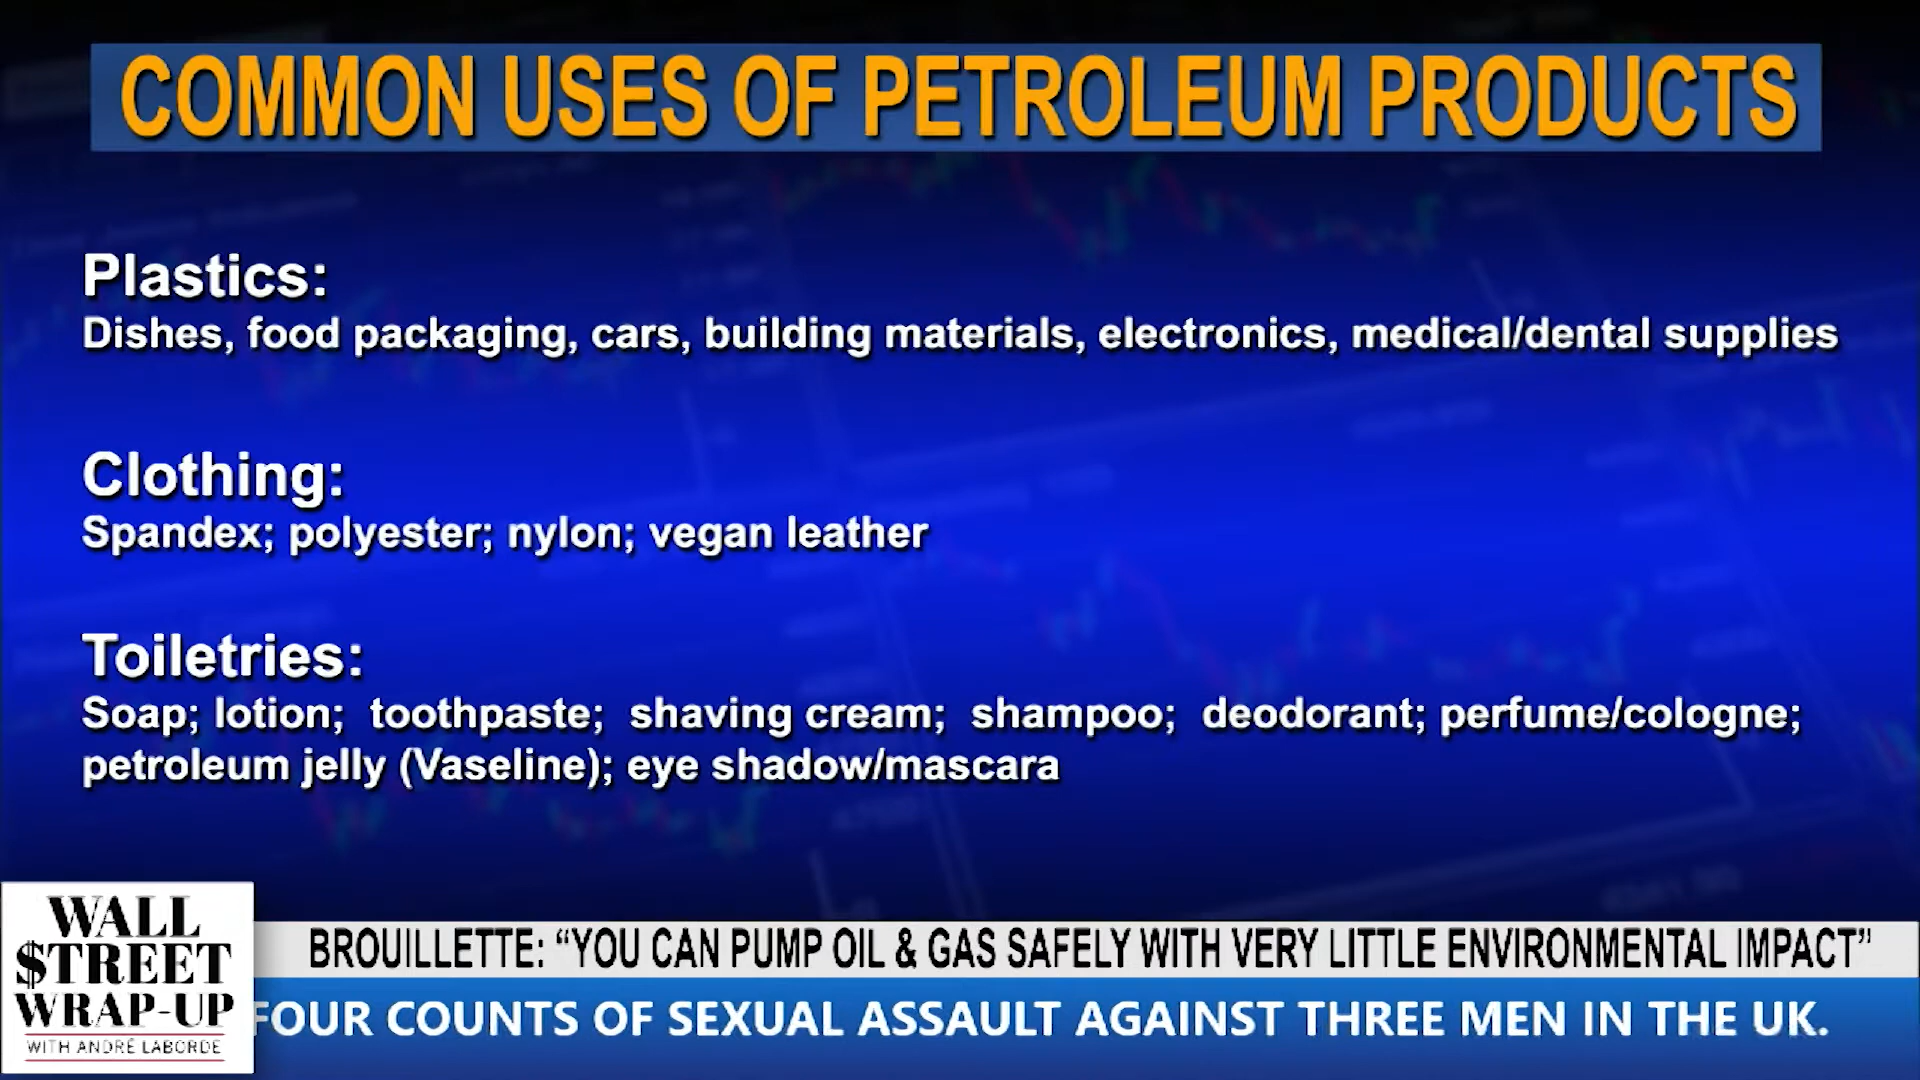 COMMON USES OF PETROLEUM PRODUCTS
Plastics:
Dishes, food packaging, cars, building materials, electronics, medical/dental supplies
Clothing:
Spandex; polyester; nylon; vegan leather
Toiletries:
Soap; lotion; toothpaste; shaving cream; shampoo; deodorant; perfume/cologne;
petroleum jelly (Vaseline); eye shadow/mascara
WALL
$TREET
WRAP-UP
WITH ANDRÉ LABORDE
BROUILLETTE: “YOU CAN PUMP OIL & GAS SAFELY WITH VERY LITTLE ENVIRONMENTAL IMPACT”
FOUR COUNTS OF SEXUAL ASSAULT AGAINST THREE MEN IN THE UK.